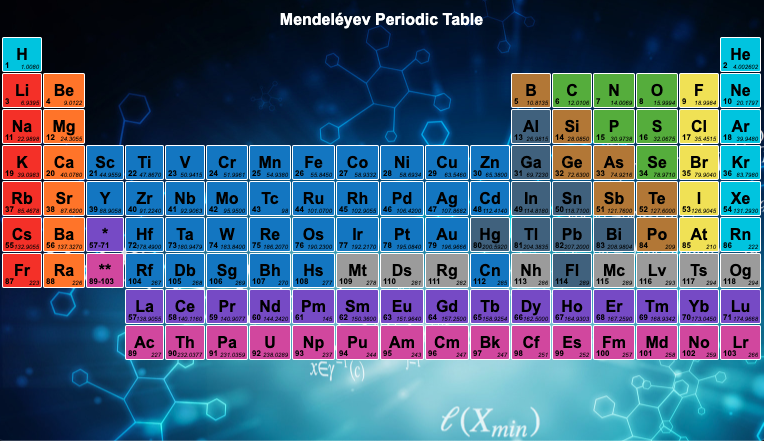 Mendeléyev Periodic Table
H He
1 1.0080 2 4.002602
Li Be B C N O F Ne
3 6.9395 4 9.0122 5 10.8135 6 12.0106 7 14.0069 8 15.9994 9 18.9984 10 20.1797
Na Mg Al Si P S Cl Ar
11 22.9898 12 24.3055 13 26.9815 14 28.0850 15 30.9738 16 32.0675 17 35.4515 18 39.9480
K Ca Sc Ti V Cr Mn Fe Co Ni Cu Zn Ga Ge As Se Br Kr
19 39.0983 20 40.0780 21 44.9559 22 47.8670 23 50.9415 24 51.9961 25 54.9380 26 55.8450 27 58.9332 28 58.6934 29 63.5460 30 65.3800 31 69.7230 32 72.6300 33 74.9216 34 78.9710 35 79.9040 36 83.7980
Rb Sr Y Zr Nb Mo Tc Ru Rh Pd Ag Cd In Sn Sb Te I Xe
37 85.4678 38 87.6200 39 88.9058 40 91.2240 41 92.9063 42 95.9500 43 98 44 101.0700 45 102.9055 46 106.4200 47 107.8682 48 112.4140 49 114.8180 50 118.7100 51 121.7600 52 127.6000 53 126.9045 54 131.2930
Cs Ba * Hf Ta W Re Os Ir Pt Au Hg Tl Pb Bi Po At Rn
55 132.9055 56 137.3270 57-71 72 178.4900 73 180.9479 74 183.8400 75 186.2070 76 190.2300 77 192.2170 78 195.0840 79 196.9666 80 200.5920 81 204.3835 82 207.2000 83 208.9804 84 209 85 210 86 222
Fr Ra ** Rf Db Sg Bh Hs Mt Ds Rg Cn Nh Fl Mc Lv Ts Og
87 223 88 226 89-103 104 267 105 268 106 269 107 270 108 277 109 278 110 281 111 282 112 285 113 286 114 289 115 289 116 293 117 294 118 294
La Ce Pr Nd Pm Sm Eu Gd Tb Dy Ho Er Tm Yb Lu
57 138.9055 58 140.1160 59 140.9077 60 144.2420 61 145 62 150.3600 63 151.9640 64 157.2500 65 158.9254 66 162.5000 67 164.9303 68 167.2590 69 168.9342 70 173.0450 71 174.9668
Ac Th Pa U Np Pu Am Cm Bk Cf Es Fm Md No Lr
89 227 90 232.0377 91 231.0359 92 238.0289 93 237 94 244 95 243 96 247 97 247 98 251 99 252 100 257 101 258 102 259 103 266
ℓ(Xmin)